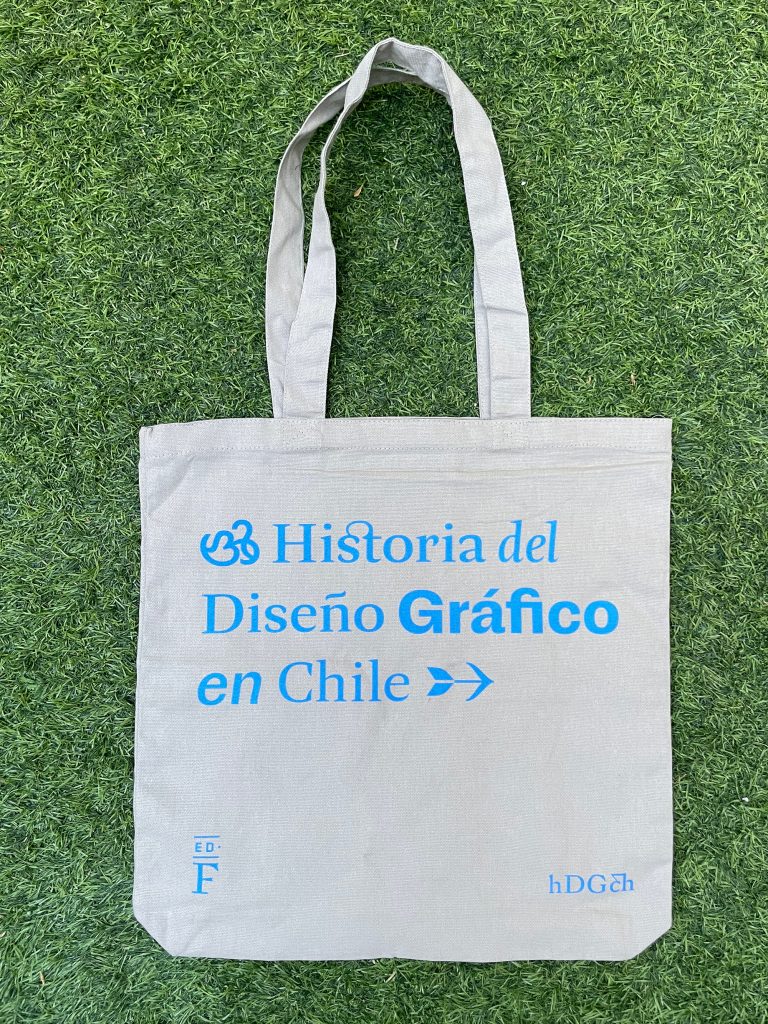 Historia del
Diseño Gráfico
en Chile
ED.
F
hDGch